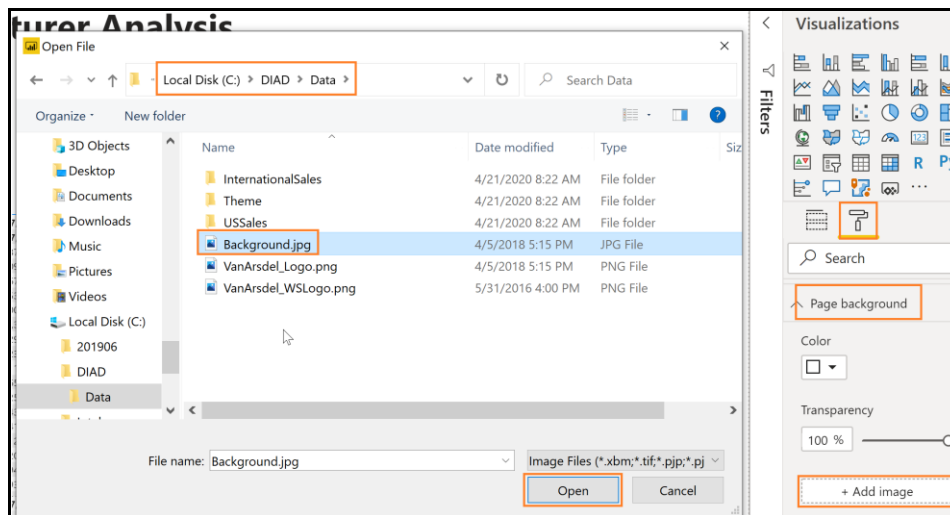 turer Analysis
Open File
Local Disk (C:) > DIAD > Data >
Search Data
Organize
New folder
Name
Date modified
Type
Siz
3D Objects
Desktop
Documents
Downloads
Music
Pictures
Videos
Local Disk (C:)
201906
DIAD
Data
InternationalSales 4/21/2020 8:22 AM File folder
Theme 4/21/2020 8:22 AM File folder
USSales 4/21/2020 8:22 AM File folder
Background.jpg 4/5/2018 5:15 PM JPG File
VanArsdel_Logo.png 4/5/2018 5:15 PM PNG File
VanArsdel_WSLogo.png 5/31/2016 4:00 PM PNG File
File name: Background.jpg
Image Files (*.xbm;*.tif;*.pjp;*.pj
Open
Cancel
Filters
Visualizations
123
R
Search
Page background
Color
Transparency
100 %
+ Add image